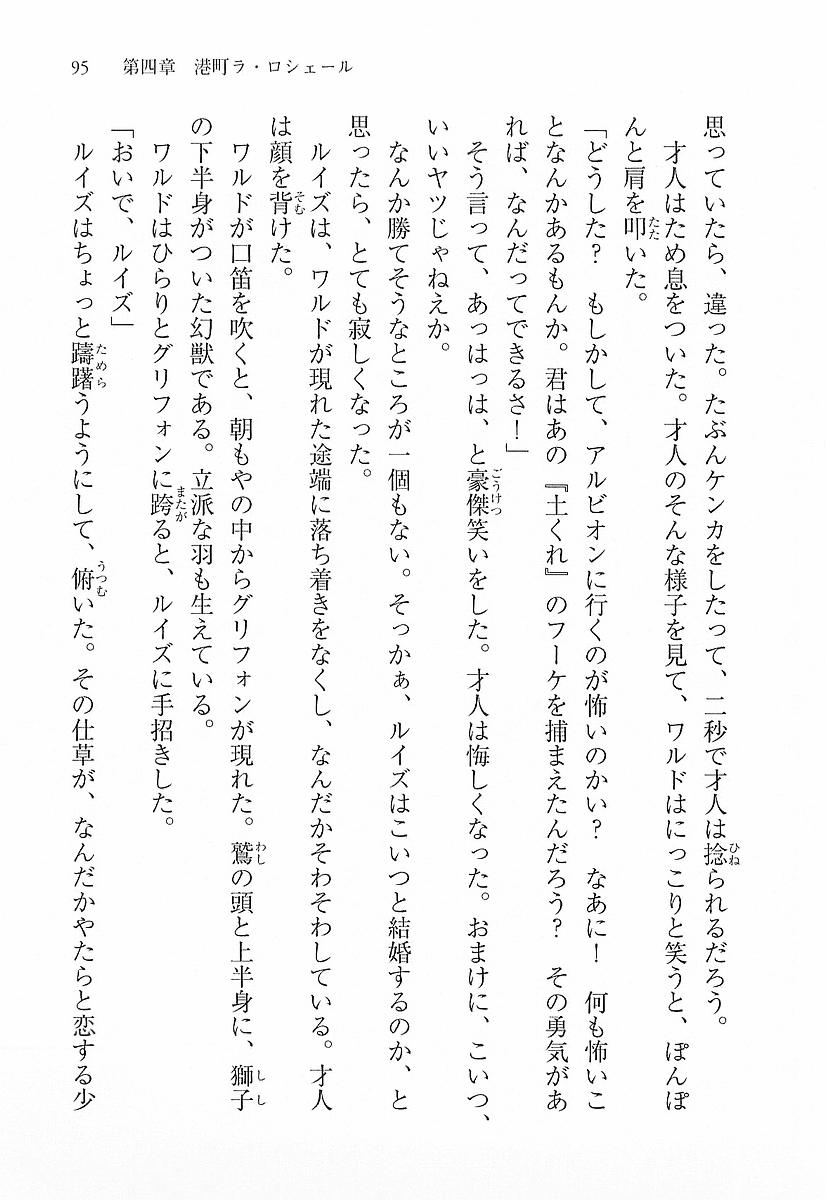 95　第四章　港町ラ・ロシェール
思っていたら、違った。たぶんケンカをしたって、二秒で才人は捻られるだろう。
　才人はため息をついた。才人のそんな様子を見て、ワルドはにっこりと笑うと、ぽんぽ
んと肩を叩いた。
「どうした？　もしかして、アルビオンに行くのが怖いのかい？　なあに！　何も怖いこ
となんかあるもんか。君はあの『土くれ』のフーケを捕まえたんだろう？　その勇気があ
れば、なんだってできるさ！」
　そう言って、あっはっは、と豪傑笑いをした。才人は悔しくなった。おまけに、こいつ、
いいヤツじゃねえか。
　なんか勝てそうなところが一個もない。そっかぁ、ルイズはこいつと結婚するのか、と
思ったら、とても寂しくなった。
　ルイズは、ワルドが現れた途端に落ち着きをなくし、なんだかそわそわしている。才人
は顔を背けた。
　ワルドが口笛を吹くと、朝もやの中からグリフォンが現れた。鷲の頭と上半身に、獅子
の下半身がついた幻獣である。立派な羽も生えている。
　ワルドはひらりとグリフォンに跨ると、ルイズに手招きした。
「おいで、ルイズ」
　ルイズはちょっと躊躇うようにして、俯いた。その仕草が、なんだかやたらと恋する少